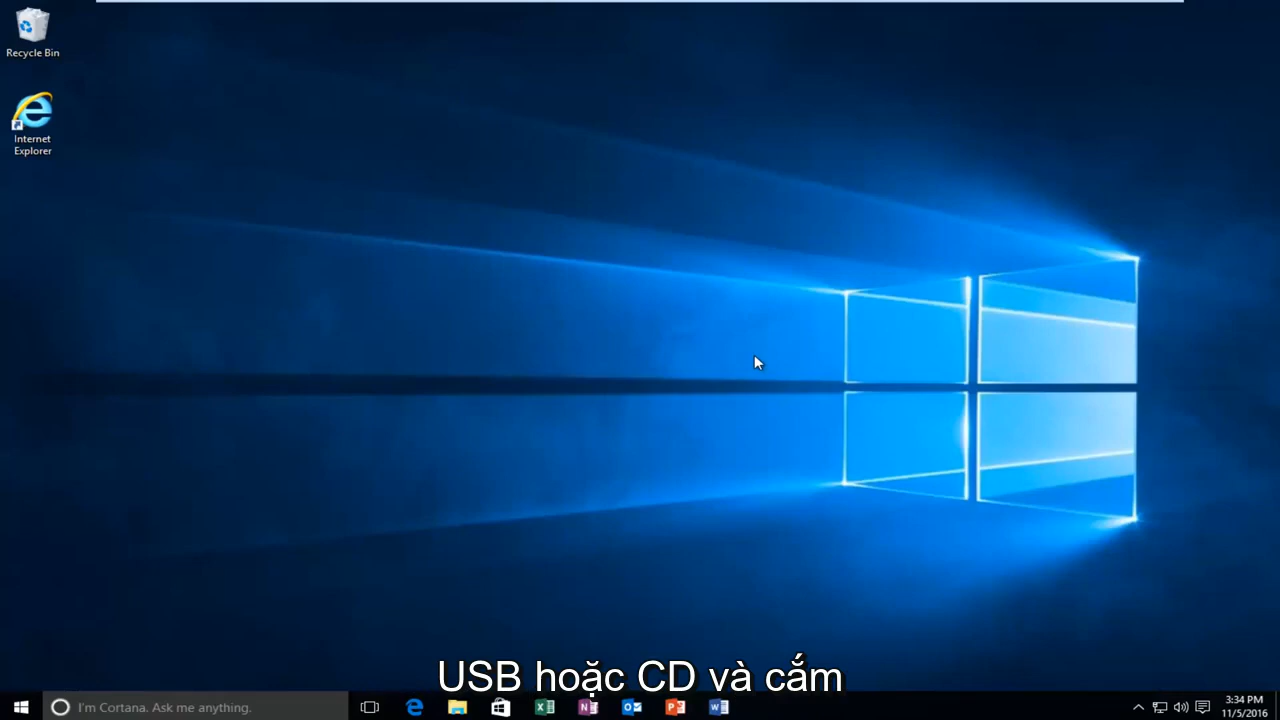 Recycle Bin
Internet
Explorer
USB hoặc CD và cắm
I'm Cortana. Ask me anything.
3:34 PM
11/5/2016